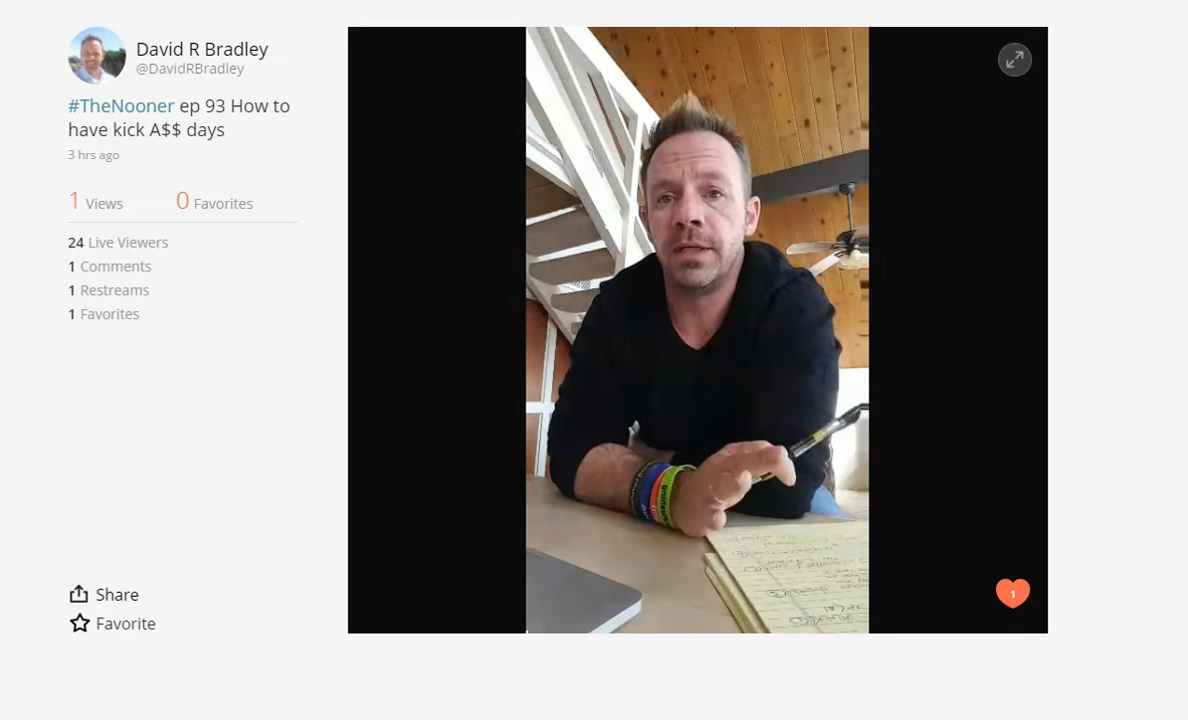 David R Bradley
@DavidRBradley
#TheNooner ep 93 How to
have kick A$$ days
3 hrs ago
1 Views 0 Favorites
24 Live Viewers
1 Comments
1 Restreams
1 Favorites
Share
Favorite
1